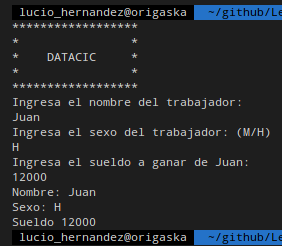 lucio_hernandez@origaska ~/github/Le
******************
* *
* DATACIC *
* *
******************
Ingresa el nombre del trabajador:
Juan
Ingresa el sexo del trabajador: (M/H)
H
Ingresa el sueldo a ganar de Juan:
12000
Nombre: Juan
Sexo: H
Sueldo 12000
lucio_hernandez@origaska ~/github/Le